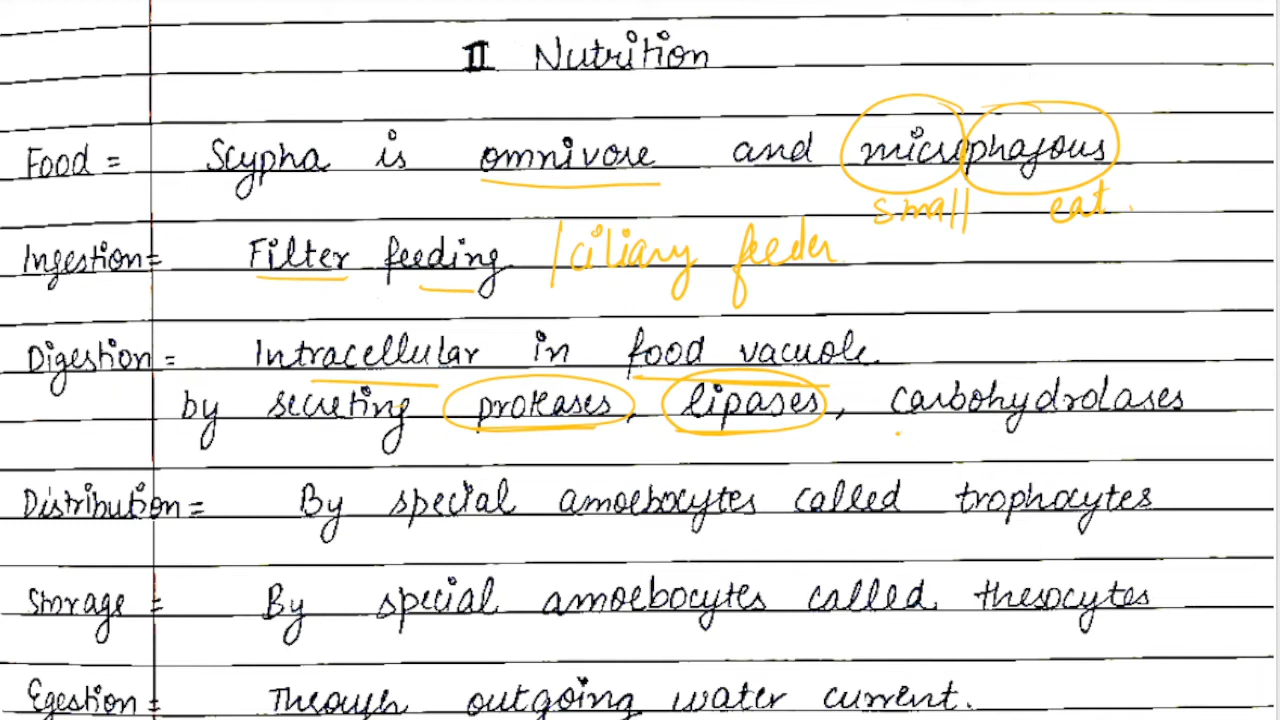 II Nutrition
Food = Scypha is omnivore and microphagous
small eat.
Ingestion = Filter feeding /ciliary feeder
Digestion = Intracellular in food vacuole.
by secreting proteases, lipases, carbohydrolases
Distribution = By special amoebocytes called trophocytes
Storage = By special amoebocytes called. thesocytes
Egestion = Through outgoing water current.